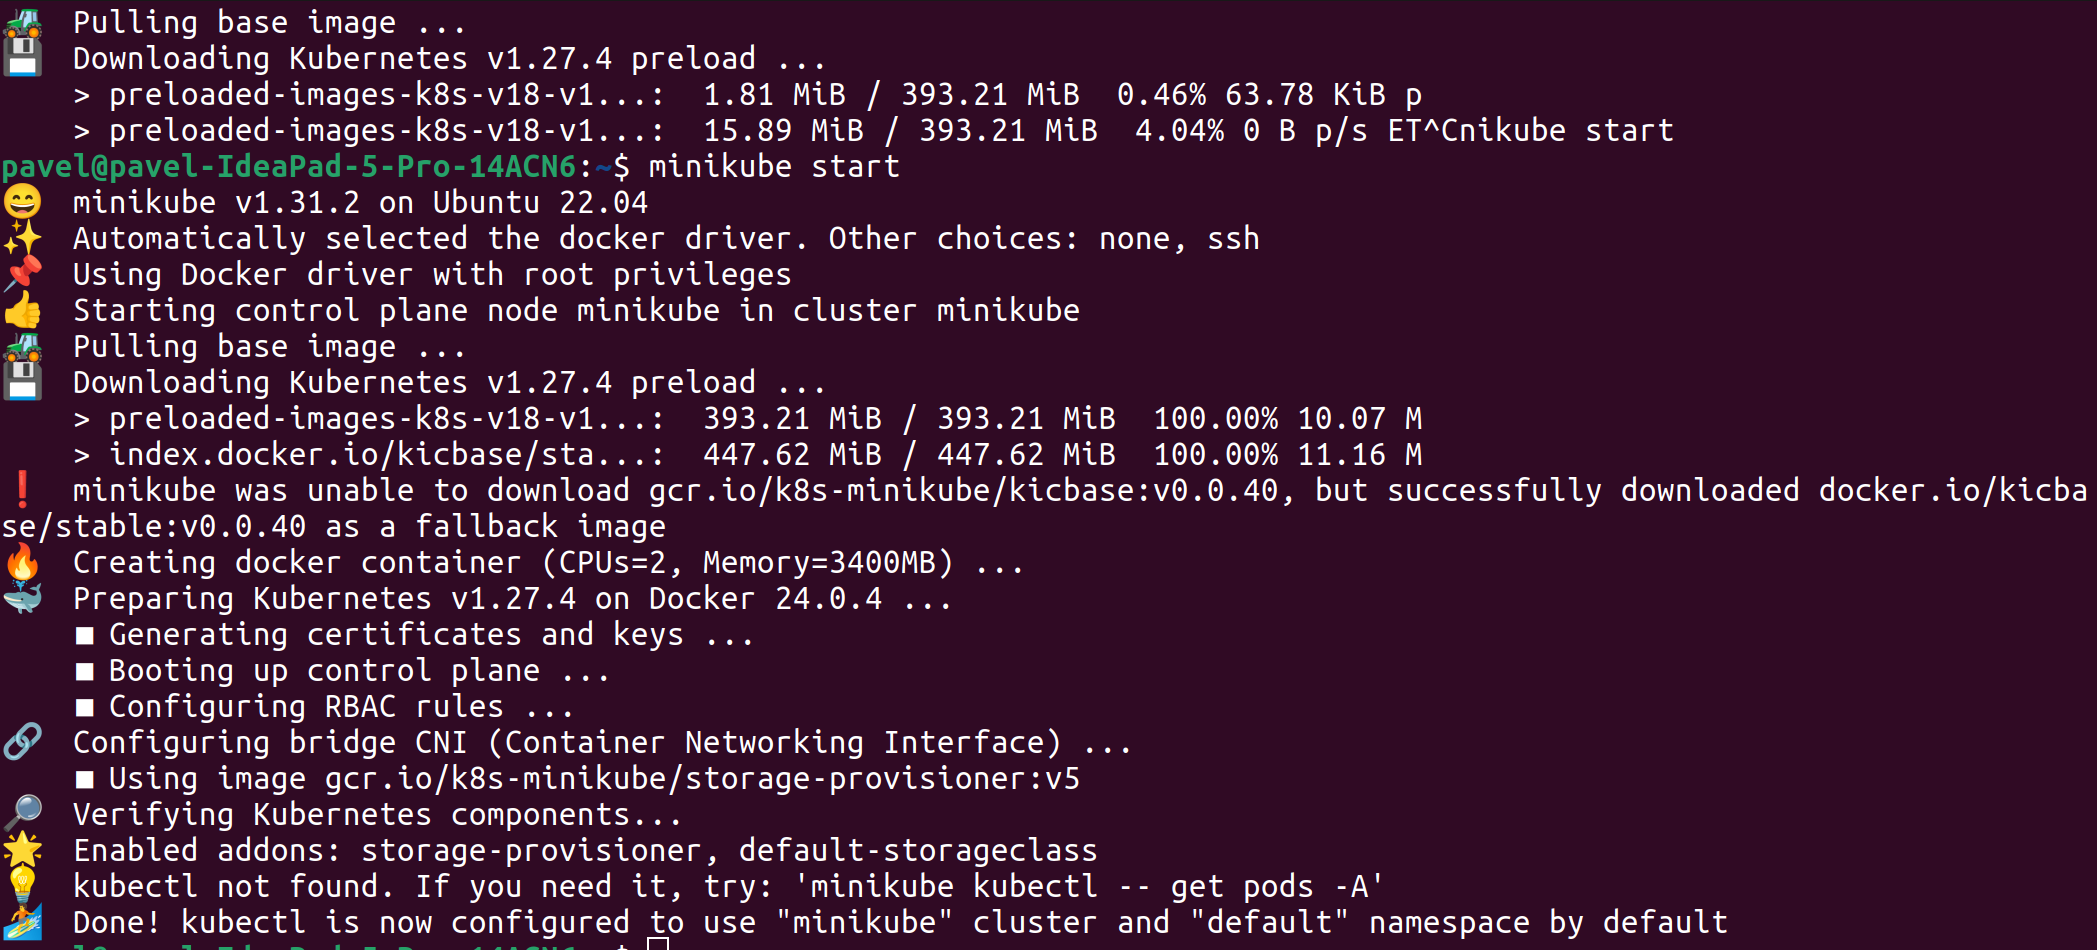 Pulling base image ...
Downloading Kubernetes v1.27.4 preload ...
> preloaded-images-k8s-v18-v1...:  1.81 MiB / 393.21 MiB  0.46% 63.78 KiB p
> preloaded-images-k8s-v18-v1...:  15.89 MiB / 393.21 MiB  4.04% 0 B p/s ET^Cnikube start
pavel@pavel-IdeaPad-5-Pro-14ACN6:~$ minikube start
minikube v1.31.2 on Ubuntu 22.04
Automatically selected the docker driver. Other choices: none, ssh
Using Docker driver with root privileges
Starting control plane node minikube in cluster minikube
Pulling base image ...
Downloading Kubernetes v1.27.4 preload ...
> preloaded-images-k8s-v18-v1...:  393.21 MiB / 393.21 MiB  100.00% 10.07 M
> index.docker.io/kicbase/sta...:  447.62 MiB / 447.62 MiB  100.00% 11.16 M
minikube was unable to download gcr.io/k8s-minikube/kicbase:v0.0.40, but successfully downloaded docker.io/kicba
se/stable:v0.0.40 as a fallback image
Creating docker container (CPUs=2, Memory=3400MB) ...
Preparing Kubernetes v1.27.4 on Docker 24.0.4 ...
■ Generating certificates and keys ...
■ Booting up control plane ...
■ Configuring RBAC rules ...
Configuring bridge CNI (Container Networking Interface) ...
■ Using image gcr.io/k8s-minikube/storage-provisioner:v5
Verifying Kubernetes components...
Enabled addons: storage-provisioner, default-storageclass
kubectl not found. If you need it, try: 'minikube kubectl -- get pods -A'
Done! kubectl is now configured to use "minikube" cluster and "default" namespace by default